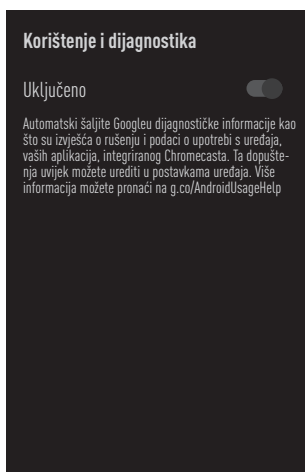 Korištenje i dijagnostika
Uključeno
Automatski šaljite Googleu dijagnostičke informacije kao
što su izvješća o rušenju i podaci o upotrebi s uređaja,
vaših aplikacija, integriranog Chromecasta. Ta dopušte-
nja uvijek možete urediti u postavkama uređaja. Više
informacija možete pronaći na g.co/AndroidUsageHelp